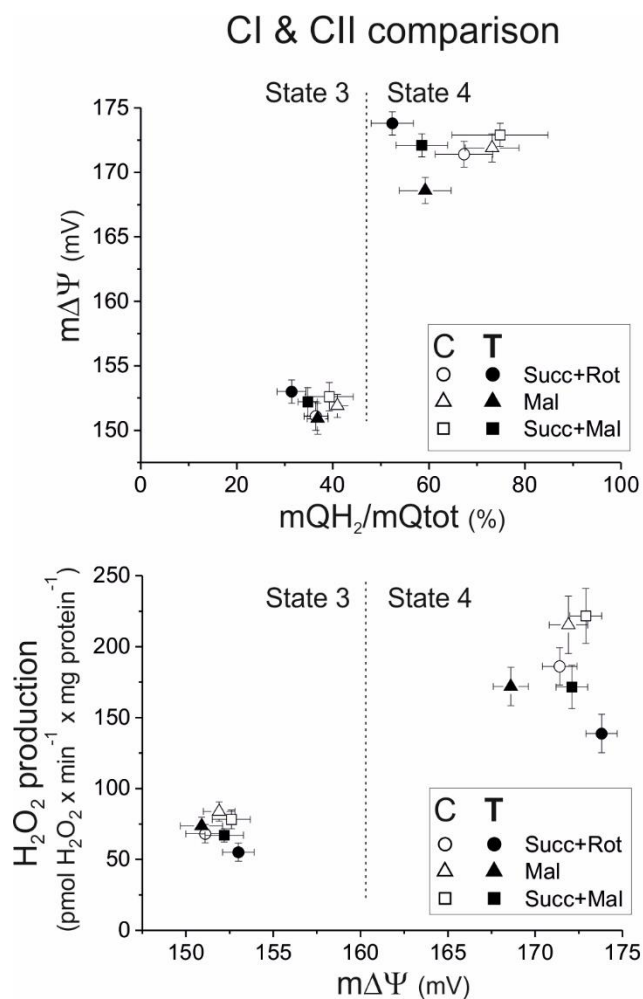 CI & CII comparison
State 3 State 4
175
170
165
160
155
150
mΔΨ (mV)
C T
Succ+Rot
Mal
Succ+Mal
0 20 40 60 80 100
mQH₂/mQtot (%)
250
200
150
100
50
0
H₂O₂ production
(pmol H₂O₂ x min⁻¹ x mg protein⁻¹)
State 3 State 4
C T
Succ+Rot
Mal
Succ+Mal
150 155 160 165 170 175
mΔΨ (mV)